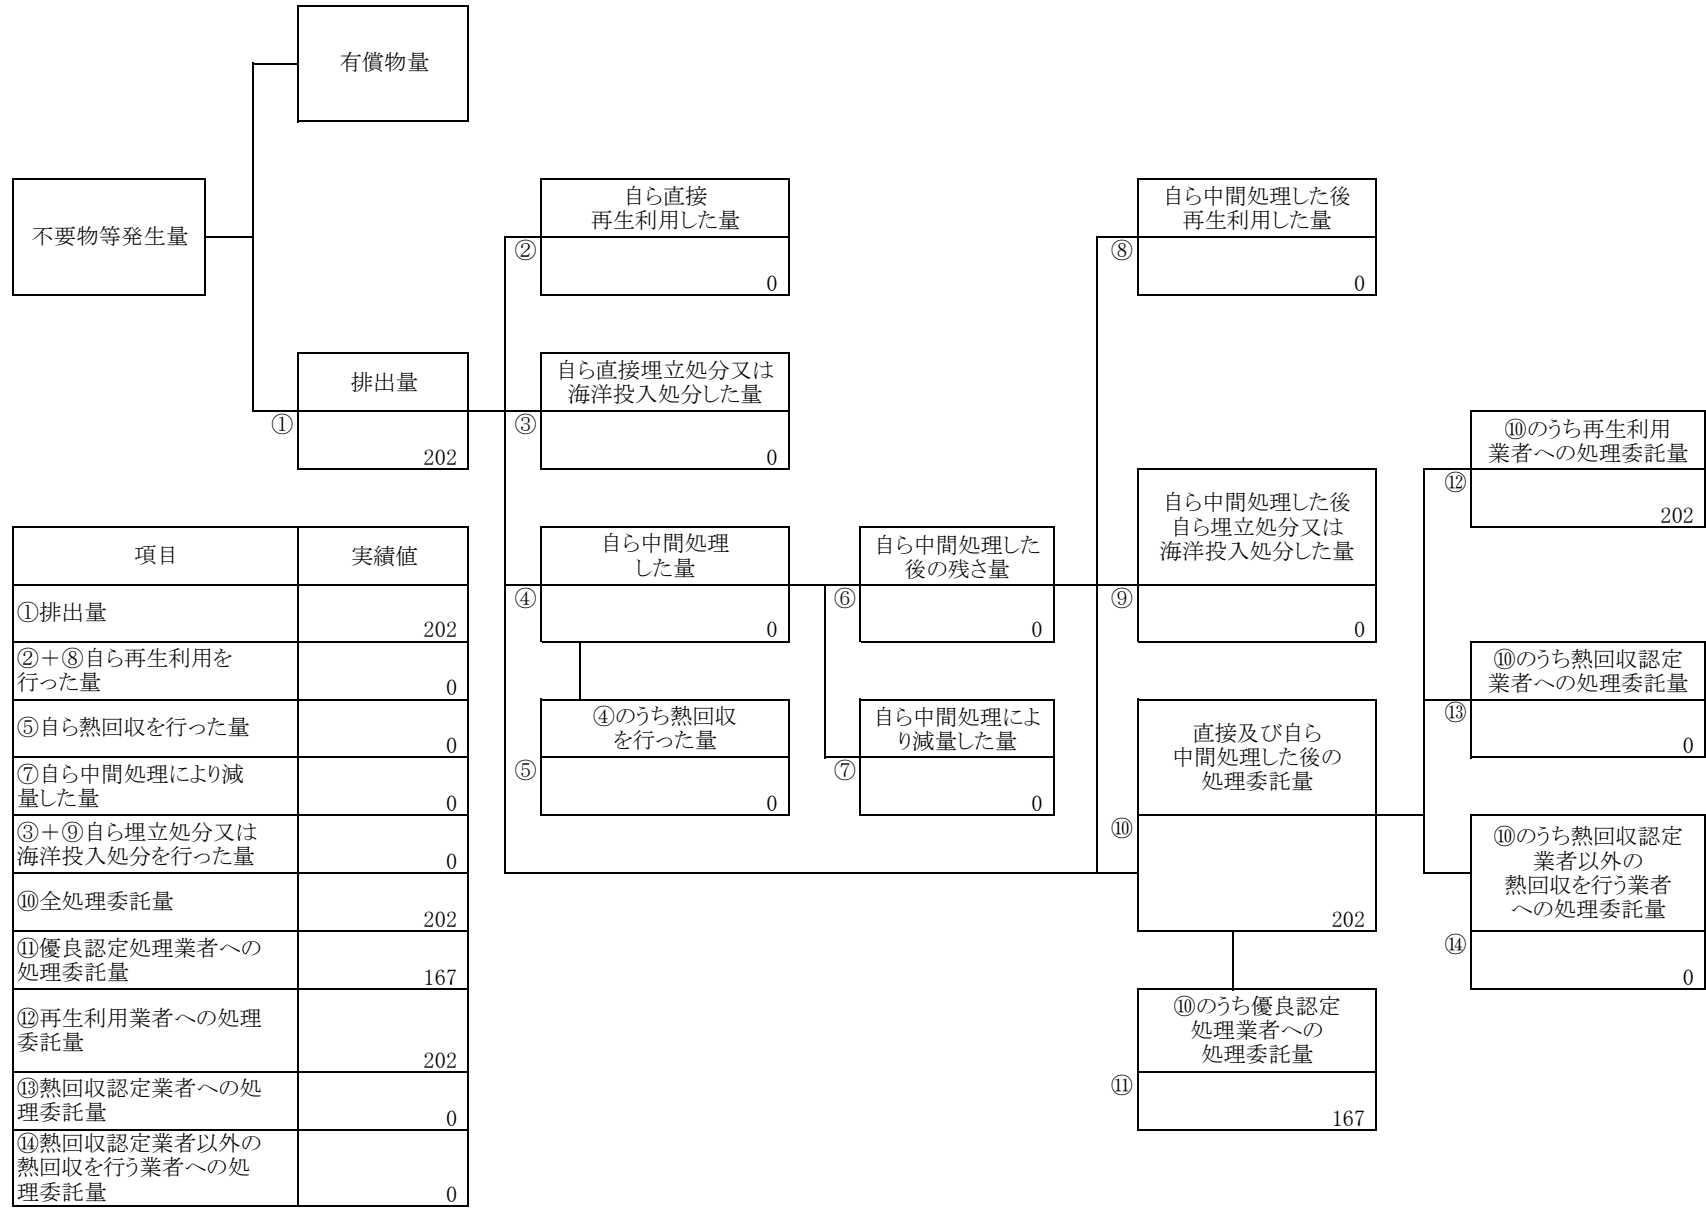 有償物量
不要物等発生量
自ら直接
再生利用した量
②
0
自ら中間処理した後
再生利用した量
⑧
0
排出量
①
202
自ら直接埋立処分又は
海洋投入処分した量
③
0
⑩のうち再生利用
業者への処理委託量
⑫
202
自ら中間処理した後
自ら埋立処分又は
海洋投入処分した量
⑨
0
自ら中間処理
した量
④
0
自ら中間処理した
後の残さ量
⑥
0
⑩のうち熱回収認定
業者への処理委託量
⑬
0
④のうち熱回収
を行った量
⑤
0
自ら中間処理によ
り減量した量
⑦
0
直接及び自ら
中間処理した後の
処理委託量
⑩
202
⑩のうち熱回収認定
業者以外の
熱回収を行う業者
への処理委託量
⑭
0
⑩のうち優良認定
処理業者への
処理委託量
⑪
167
項目 実績値
①排出量
202
②＋⑧自ら再生利用を
行った量
0
⑤自ら熱回収を行った量
0
⑦自ら中間処理により減
量した量
0
③＋⑨自ら埋立処分又は
海洋投入処分を行った量
0
⑩全処理委託量
202
⑪優良認定処理業者への
処理委託量
167
⑫再生利用業者への処理
委託量
202
⑬熱回収認定業者への処
理委託量
0
⑭熱回収認定業者以外の
熱回収を行う業者への処
理委託量
0